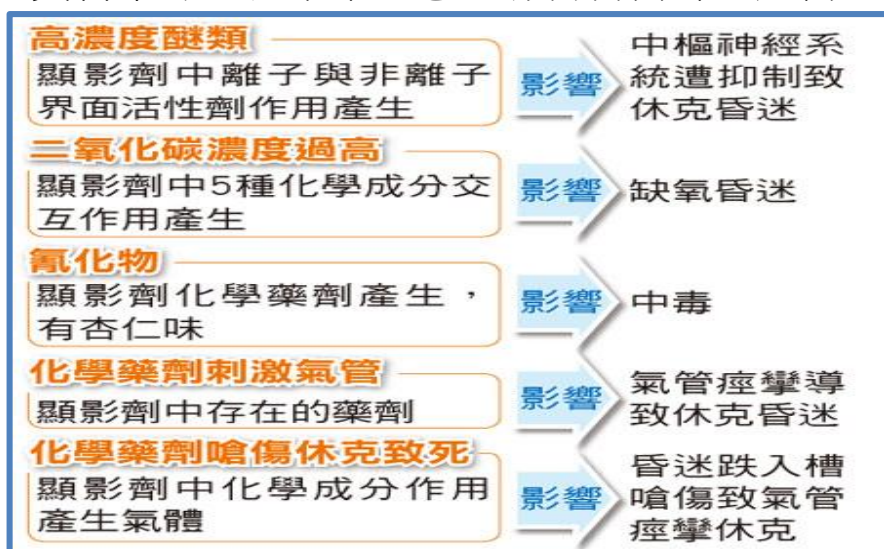 高濃度醚類
顯影劑中離子與非離子
界面活性劑作用產生
影響
中樞神經系
統遭抑制致
休克昏迷
二氧化碳濃度過高
顯影劑中5種化學成分交
互作用產生
影響
缺氧昏迷
氰化物
顯影劑化學藥劑產生，
有杏仁味
影響
中毒
化學藥劑刺激氣管
顯影劑中存在的藥劑
影響
氣管痙攣導
致休克昏迷
化學藥劑嗆傷休克致死
顯影劑中化學成分作用
產生氣體
影響
昏迷跌入槽
嗆傷致氣管
痙攣休克